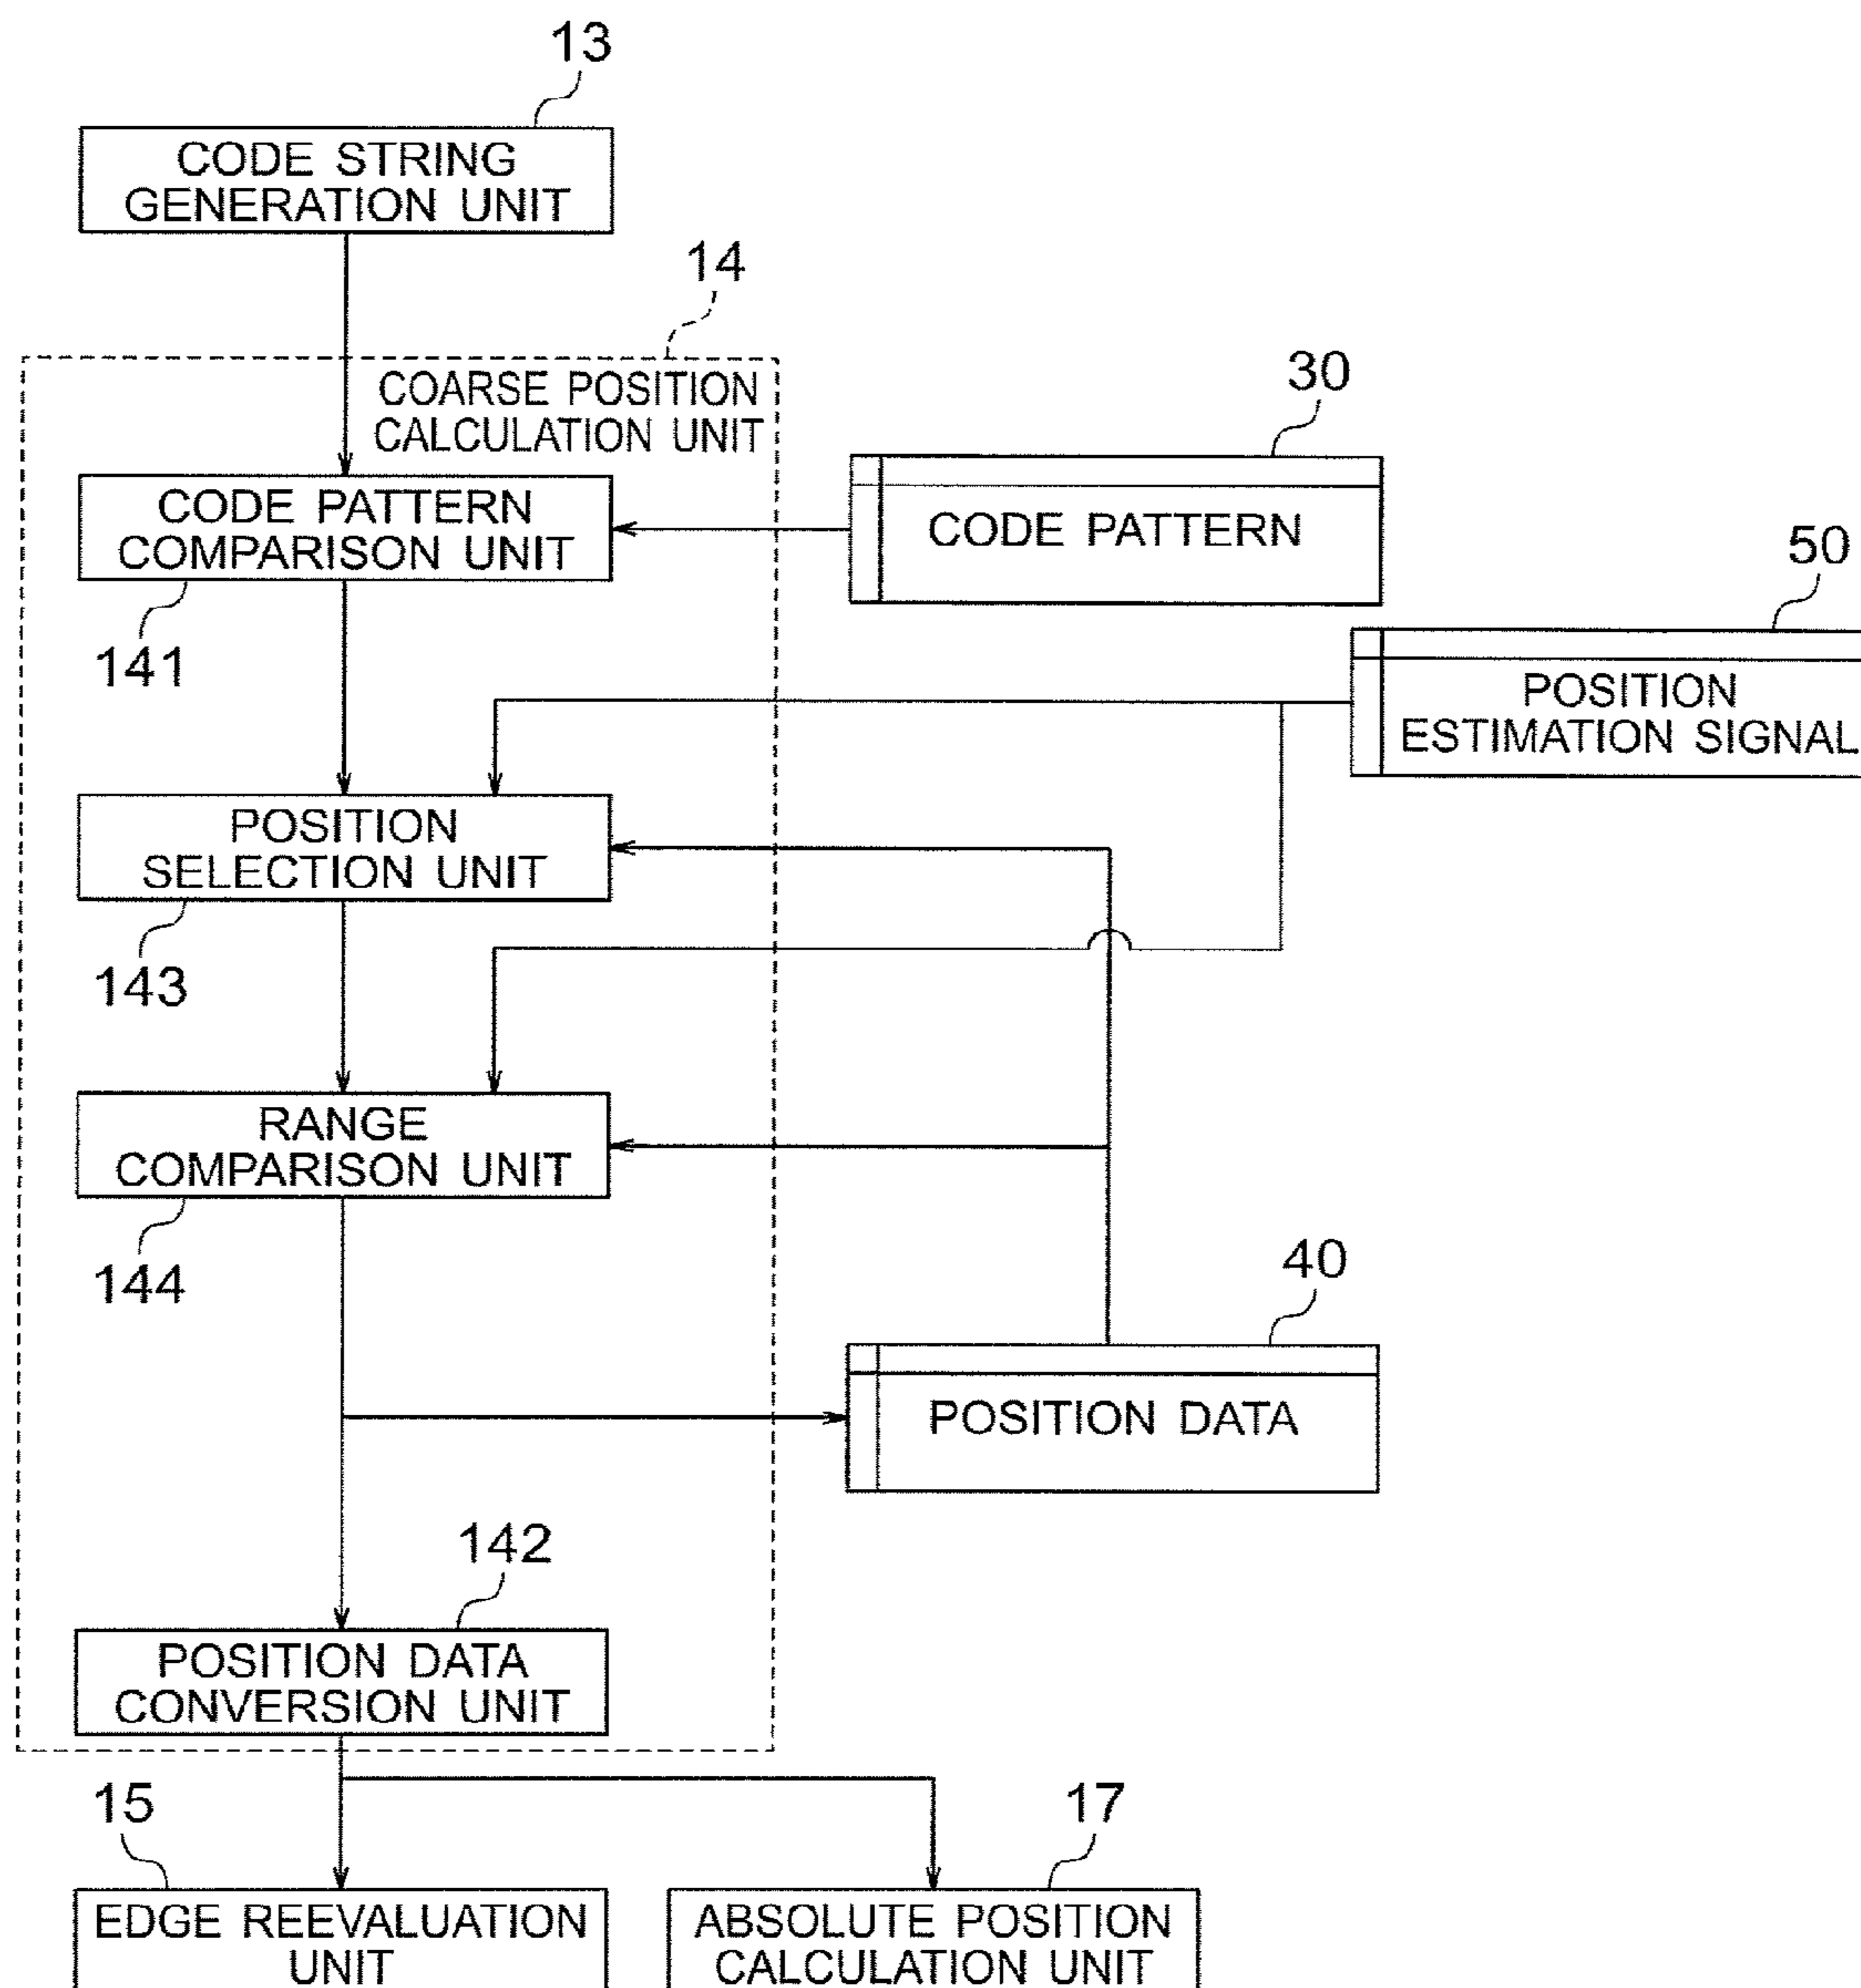 13
CODE STRING
GENERATION UNIT
14
COARSE POSITION
CALCULATION UNIT
30
CODE PATTERN
COMPARISON UNIT
CODE PATTERN
141
50
POSITION
ESTIMATION SIGNAL
POSITION
SELECTION UNIT
143
RANGE
COMPARISON UNIT
144
40
POSITION DATA
142
POSITION DATA
CONVERSION UNIT
15
17
EDGE REEVALUATION
UNIT
ABSOLUTE POSITION
CALCULATION UNIT